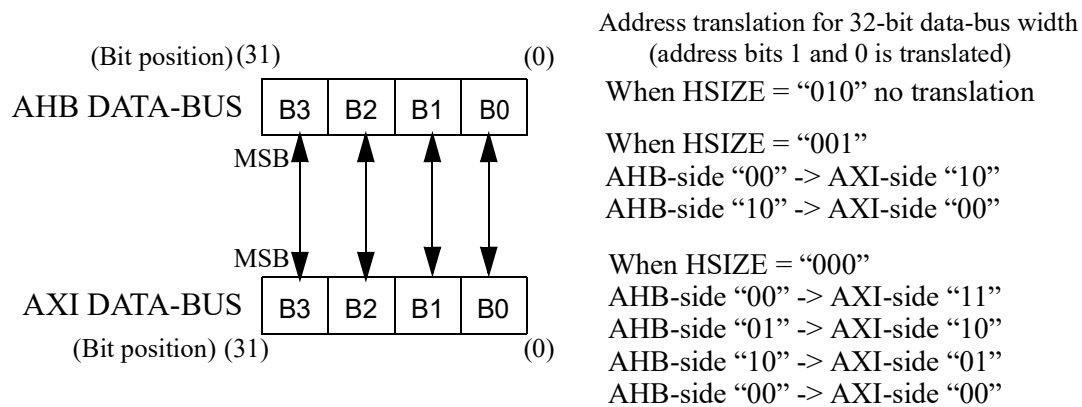 (Bit position) (31) (0)
AHB DATA-BUS B3 B2 B1 B0
MSB
MSB
AXI DATA-BUS B3 B2 B1 B0
(Bit position) (31) (0)
Address translation for 32-bit data-bus width
(address bits 1 and 0 is translated)
When HSIZE = “010” no translation
When HSIZE = “001”
AHB-side “00” -> AXI-side “10”
AHB-side “10” -> AXI-side “00”
When HSIZE = “000”
AHB-side “00” -> AXI-side “11”
AHB-side “01” -> AXI-side “10”
AHB-side “10” -> AXI-side “01”
AHB-side “00” -> AXI-side “00”